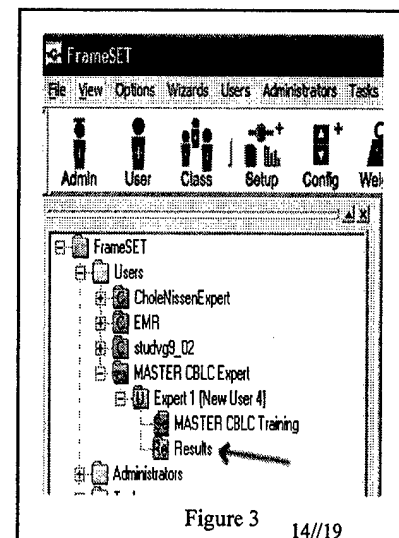 FrameSET
File View Options Wizards Users Administrators Tasks
Admin User Class Setup Config
FrameSET
Users
CholeNissenExpert
EMR
studvg9_02
MASTER CBLC Expert
Expert 1 [New User 4]
MASTER CBLC Training
Results
Administrators
Figure 3
14//19